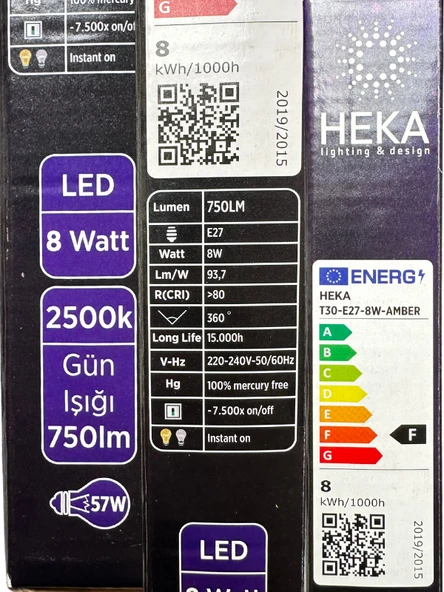 Hg 100% mercury
-7.500x on/of
Instant on
LED
8 Watt
2500k
Gün
Işığı
750lm
57W
G
8
kWh/1000h
2019/2015
Lumen 750LM
E27
Watt 8W
Lm/W 93,7
R(CRI) >80
360°
Long Life 15.000h
V-Hz 220-240V-50/60Hz
Hg 100% mercury free
-7.500x on/off
Instant on
LED
8 Watt
HEKA
lighting & design
ENERG
HEKA
T30-E27-8W-AMBER
A
B
C
D
E
F F
G
8
kWh/1000h
2019/2015